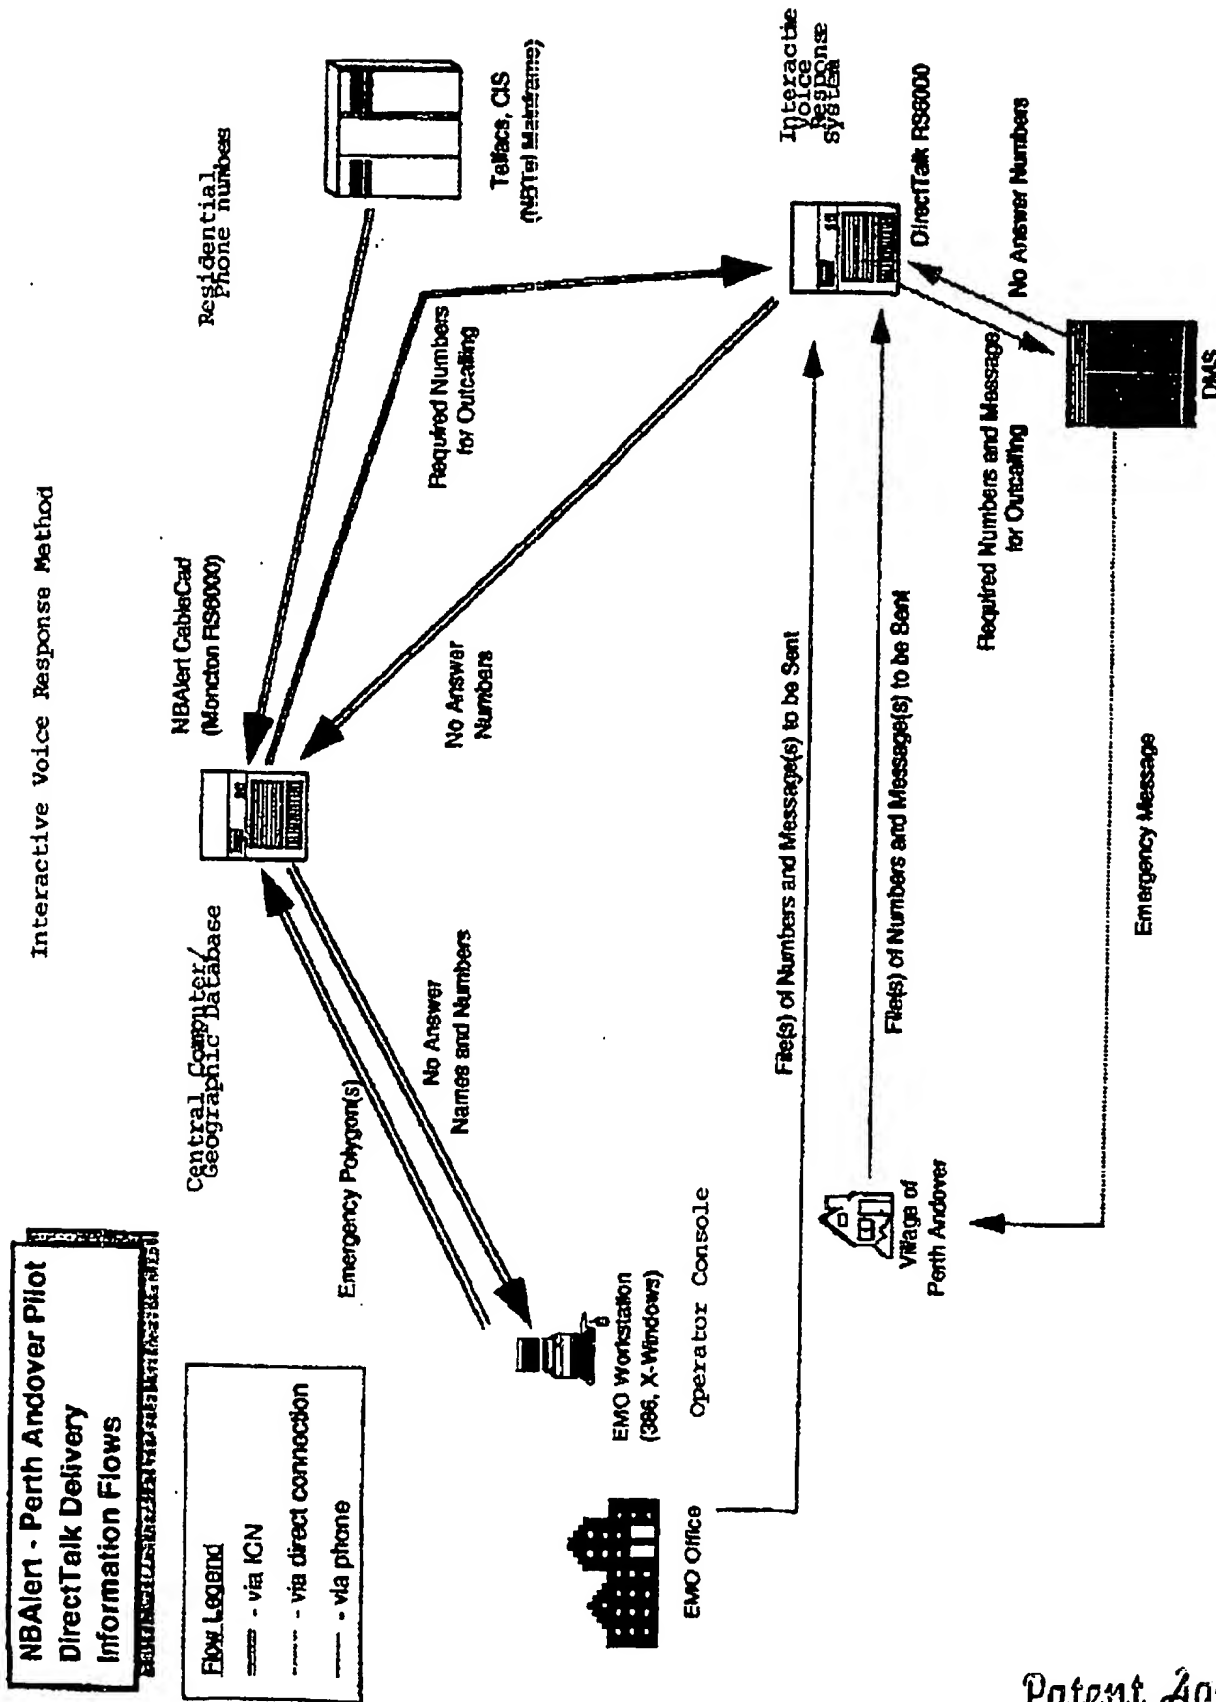 Interactive Voice Response Method
NBAlert - Perth Andover Pilot
DirectTalk Delivery
Information Flows
Flow Legend
- via ICN
- via direct connection
- via phone
Central Computer/
Geographic Database
NBAlert CableCad
(Moncton RS6000)
Residential
Phone numbes
Telfacs, CIS
(NBTel Mainframe)
Emergency Polygon(s)
No Answer
Names and Numbers
Required Numbers
for Outcalling
No Answer
Numbers
EMO Workstation
(386, X-Windows)
Operator Console
EMO Office
File(s) of Numbers and Message(s) to be Sent
Interactie
Voice
Response
system
DirectTalk RS6000
Village of
Perth Andover
File(s) of Numbers and Message(s) to be Sent
Required Numbers and Message
for Outcalling
No Answer Numbers
DMS
Emergency Message
Patent